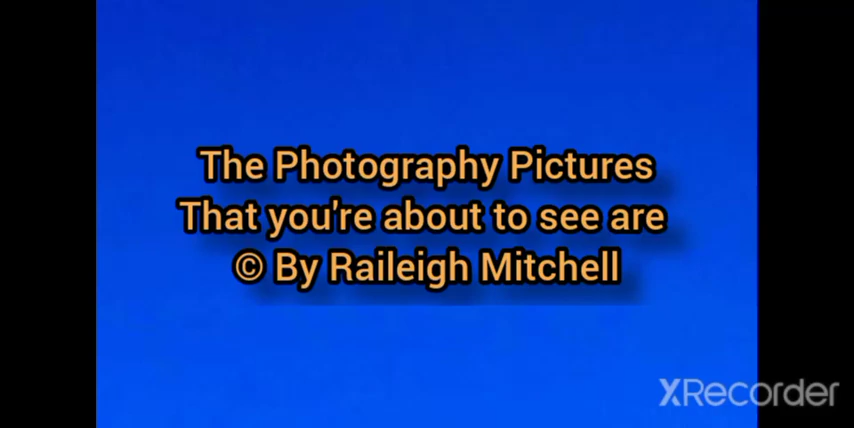 The Photography Pictures
That you're about to see are
© By Raileigh Mitchell
XRecorder